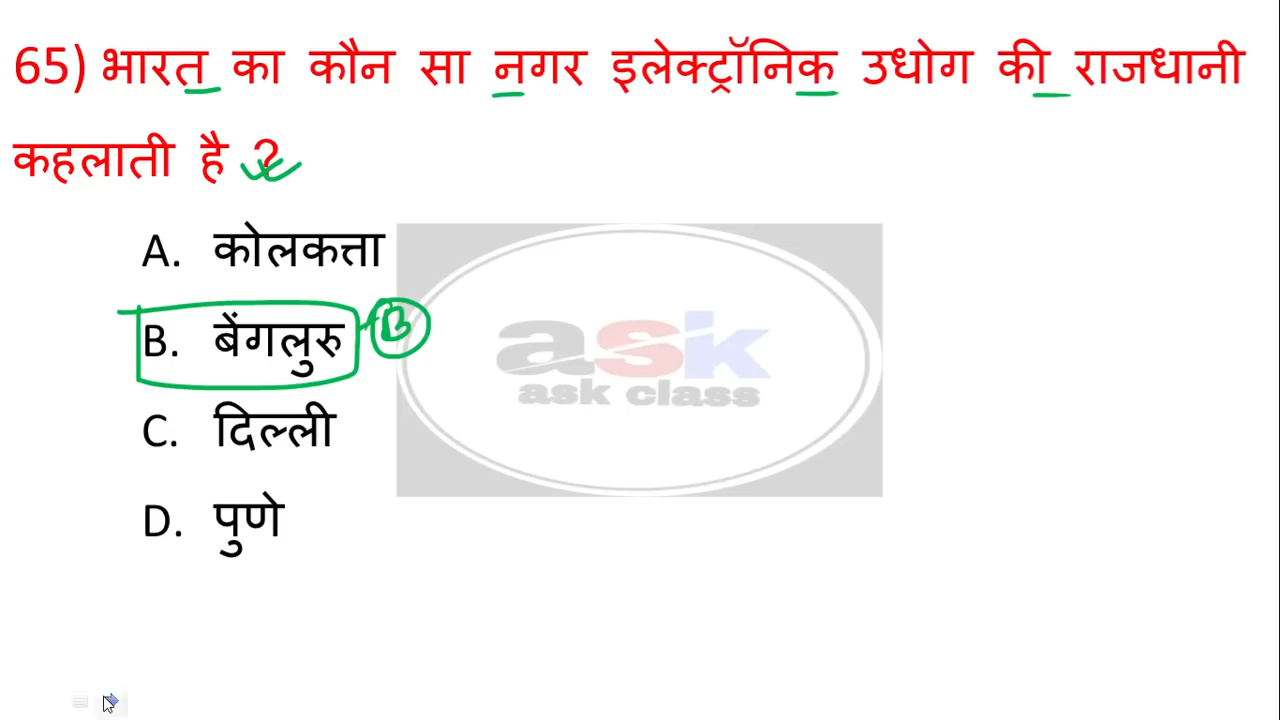 65) भारत का कौन सा नगर इलेक्ट्रॉनिक उधोग की राजधानी
कहलाती है ?
A. कोलकत्ता
B. बेंगलुरु
B
C. दिल्ली
D. पुणे
ask
ask class